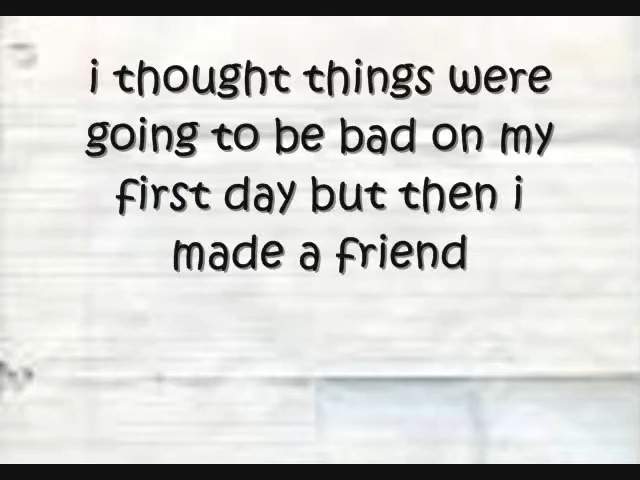 i thought things were
going to be bad on my
first day but then i
made a friend